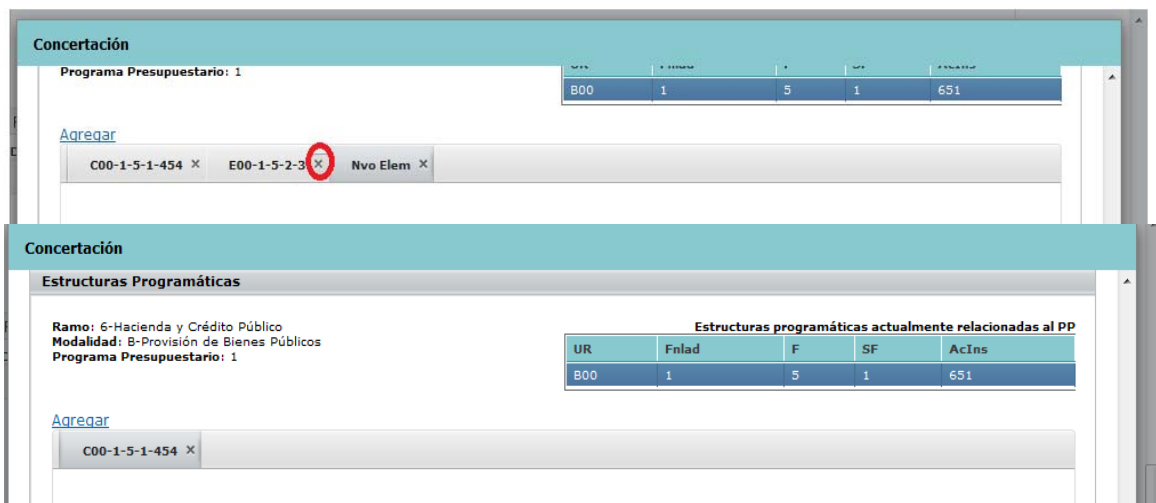 Concertación
Programa Presupuestario: 1
B00 1 5 1 651
Agregar
C00-1-5-1-454 × E00-1-5-2-3 × Nvo Elem ×
Concertación
Estructuras Programáticas
Ramo: 6-Hacienda y Crédito Público
Modalidad: B-Provisión de Bienes Públicos
Programa Presupuestario: 1
Estructuras programáticas actualmente relacionadas al PP
UR Fnlad F SF AcIns
B00 1 5 1 651
Agregar
C00-1-5-1-454 ×